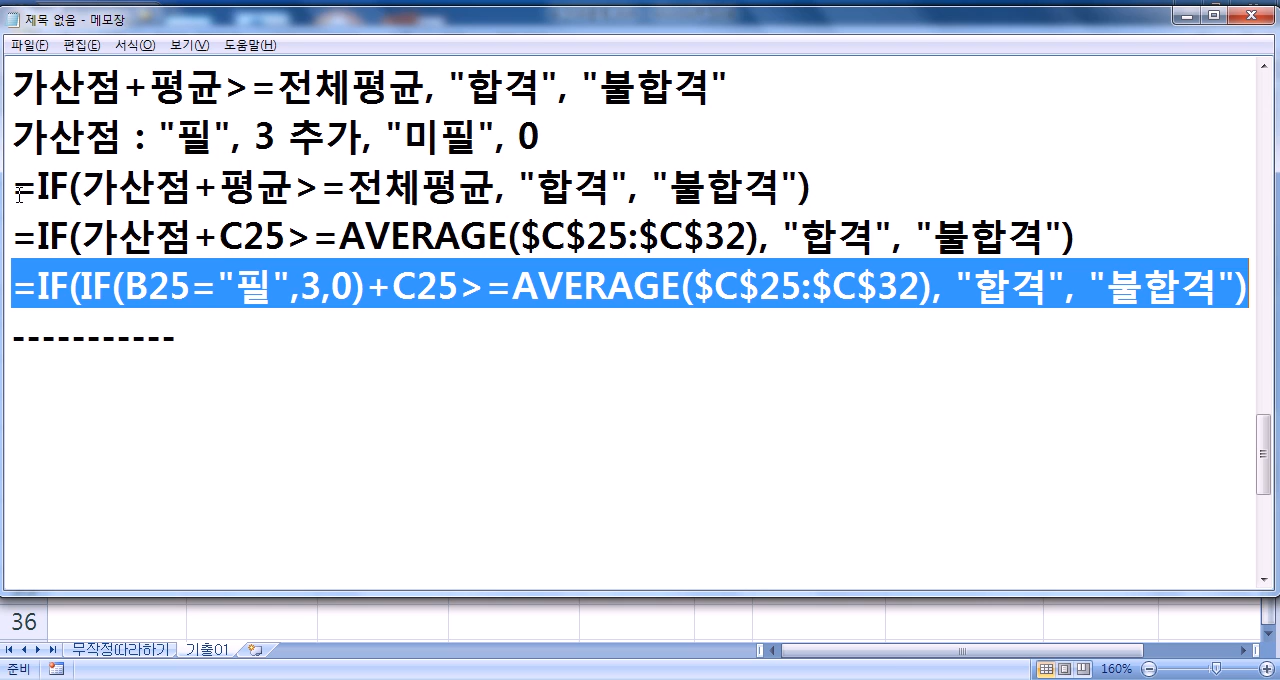 제목 없음 - 메모장
파일(F) 편집(E) 서식(O) 보기(V) 도움말(H)
가산점+평균>=전체평균, "합격", "불합격"
가산점 : "필", 3 추가, "미필", 0
=IF(가산점+평균>=전체평균, "합격", "불합격")
=IF(가산점+C25>=AVERAGE($C$25:$C$32), "합격", "불합격")
=IF(IF(B25="필",3,0)+C25>=AVERAGE($C$25:$C$32), "합격", "불합격")
-----------
36
무작정따라하기 기출01
준비 160%